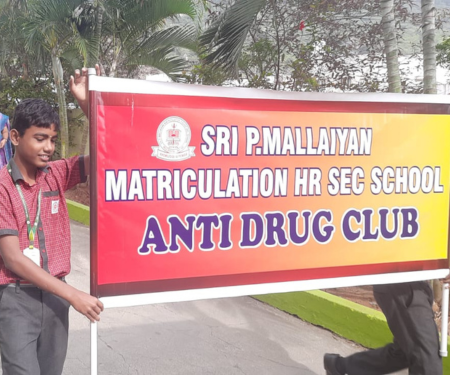 SRI P.MALLAIYAN
MATRICULATION HR SEC SCHOOL
ANTI DRUG CLUB